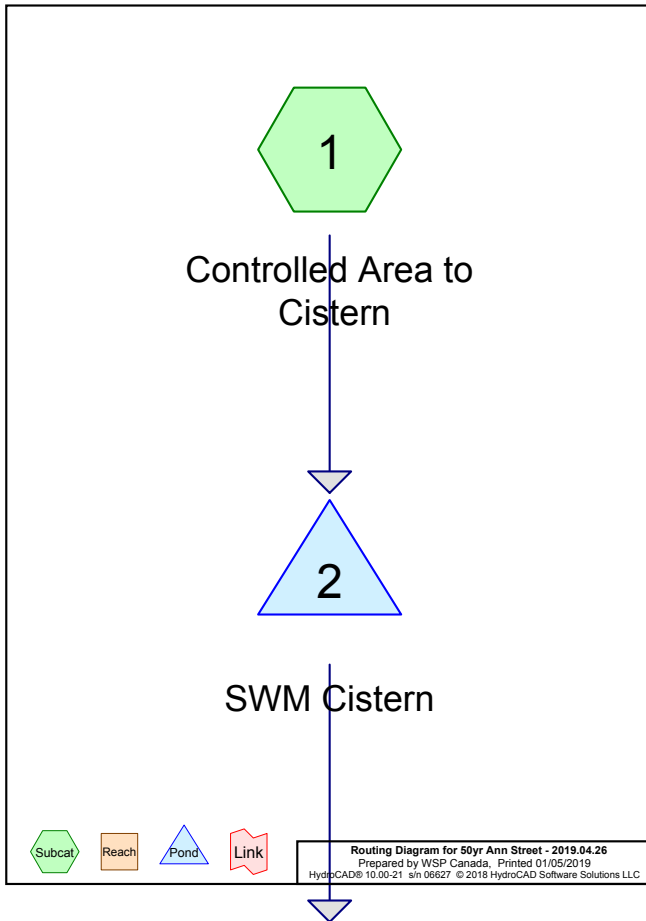 1
Controlled Area to
Cistern
2
SWM Cistern
Subcat
Reach
Pond
Link
Routing Diagram for 50yr Ann Street - 2019.04.26
Prepared by WSP Canada, Printed 01/05/2019
HydroCAD® 10.00-21 s/n 06627 © 2018 HydroCAD Software Solutions LLC